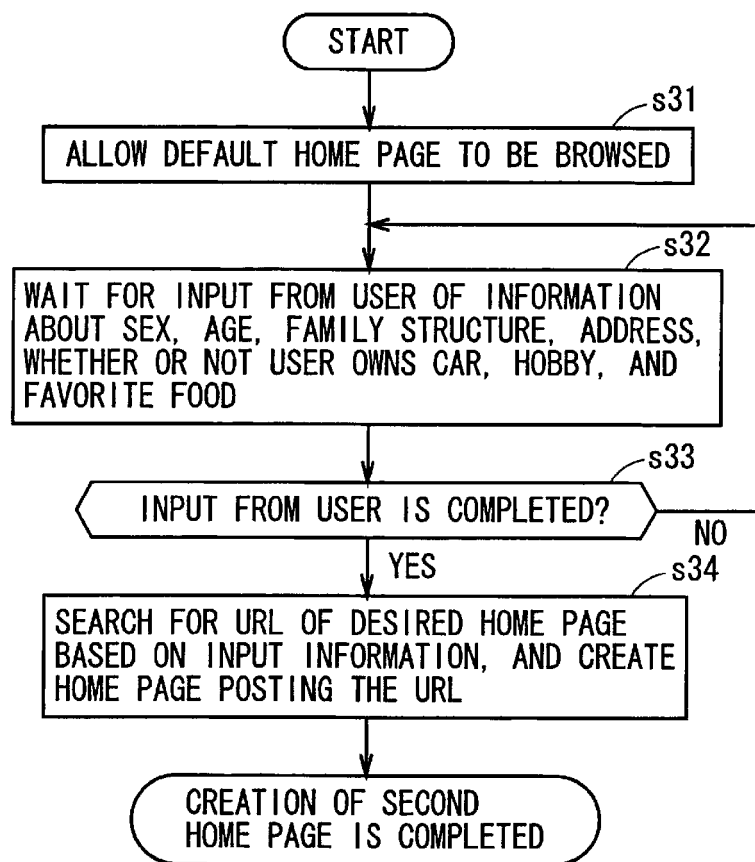 START
s31
ALLOW DEFAULT HOME PAGE TO BE BROWSED
s32
WAIT FOR INPUT FROM USER OF INFORMATION
ABOUT SEX, AGE, FAMILY STRUCTURE, ADDRESS,
WHETHER OR NOT USER OWNS CAR, HOBBY, AND
FAVORITE FOOD
s33
INPUT FROM USER IS COMPLETED?
NO
YES
s34
SEARCH FOR URL OF DESIRED HOME PAGE
BASED ON INPUT INFORMATION, AND CREATE
HOME PAGE POSTING THE URL
CREATION OF SECOND
HOME PAGE IS COMPLETED